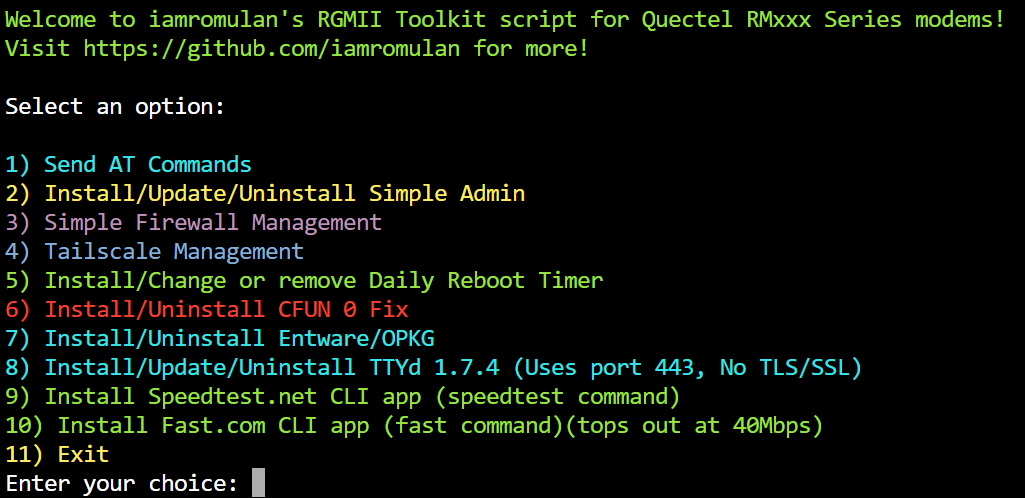 Welcome to iamromulan's RGMII Toolkit script for Quectel RMxxx Series modems!
Visit https://github.com/iamromulan for more!
Select an option:
1) Send AT Commands
2) Install/Update/Uninstall Simple Admin
3) Simple Firewall Management
4) Tailscale Management
5) Install/Change or remove Daily Reboot Timer
6) Install/Uninstall CFUN 0 Fix
7) Install/Uninstall Entware/OPKG
8) Install/Update/Uninstall TTYd 1.7.4 (Uses port 443, No TLS/SSL)
9) Install Speedtest.net CLI app (speedtest command)
10) Install Fast.com CLI app (fast command)(tops out at 40Mbps)
11) Exit
Enter your choice: